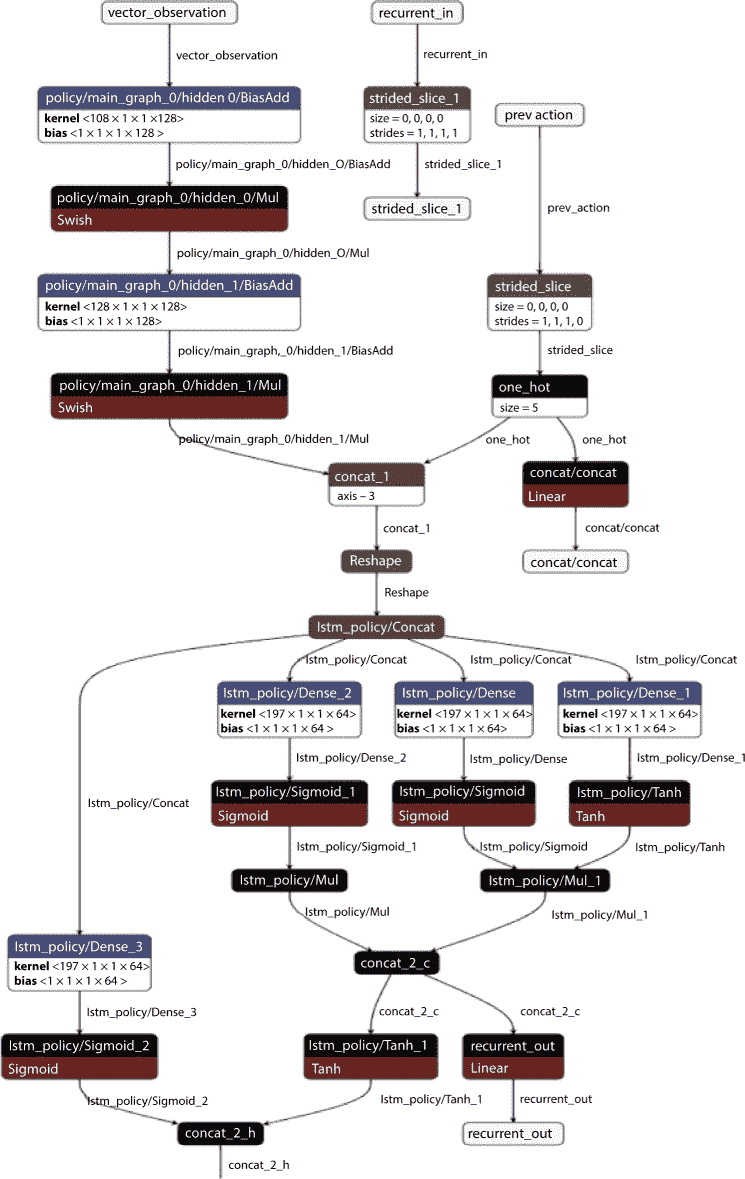 vector_observation
recurrent_in
vector_observation
recurrent_in
policy/main_graph_0/hidden 0/BiasAdd
kernel <108 × 1 × 1 ×128>
bias <1 × 1 × 1 × 128 >
strided_slice_1
size = 0, 0, 0, 0
strides = 1, 1, 1, 1
prev action
policy/main_graph_0/hidden_O/BiasAdd
strided_slice_1
policy/main_graph_0/hidden_0/Mul
Swish
strided_slice_1
prev_action
policy/main_graph_0/hidden_O/Mul
policy/main_graph_0/hidden_1/BiasAdd
kernel <128 × 1 × 1 × 128>
bias <1 × 1 × 1 × 128>
strided_slice
size = 0, 0, 0, 0
strides = 1, 1, 1, 0
policy/main_graph,_0/hidden_1/BiasAdd
strided_slice
policy/main_graph_0/hidden_1/Mul
Swish
one_hot
size = 5
policy/main_graph_0/hidden_1/Mul
one_hot
one_hot
concat_1
axis – 3
concat/concat
Linear
concat_1
concat/concat
Reshape
concat/concat
Reshape
lstm_policy/Concat
lstm_policy/Concat
lstm_policy/Concat
lstm_policy/Concat
lstm_policy/Dense_2
kernel <197 × 1 × 1 × 64>
bias <1 × 1 × 1 × 64 >
lstm_policy/Dense
kernel <197 × 1 × 1 × 64>
bias <1 × 1 × 1 × 64>
lstm_policy/Dense_1
kernel <197 × 1 × 1 × 64>
bias <1 × 1 × 1 × 64>
lstm_policy/Dense_2
lstm_policy/Dense
lstm_policy/Dense_1
lstm_policy/Concat
lstm_policy/Sigmoid_1
Sigmoid
lstm_policy/Sigmoid
Sigmoid
lstm_policy/Tanh
Tanh
lstm_policy/Sigmoid_1
lstm_policy/Sigmoid
lstm_policy/Tanh
lstm_policy/Mul
lstm_policy/Mul_1
lstm_policy/Mul
lstm_policy/Mul_1
lstm_policy/Dense_3
kernel <197 × 1 × 1 × 64>
bias <1 × 1 × 1 × 64 >
concat_2_c
lstm_policy/Dense_3
concat_2_c
concat_2_c
lstm_policy/Sigmoid_2
Sigmoid
lstm_policy/Tanh_1
Tanh
recurrent_out
Linear
lstm_policy/Sigmoid_2
lstm_policy/Tanh_1
recurrent_out
concat_2_h
recurrent_out
concat_2_h